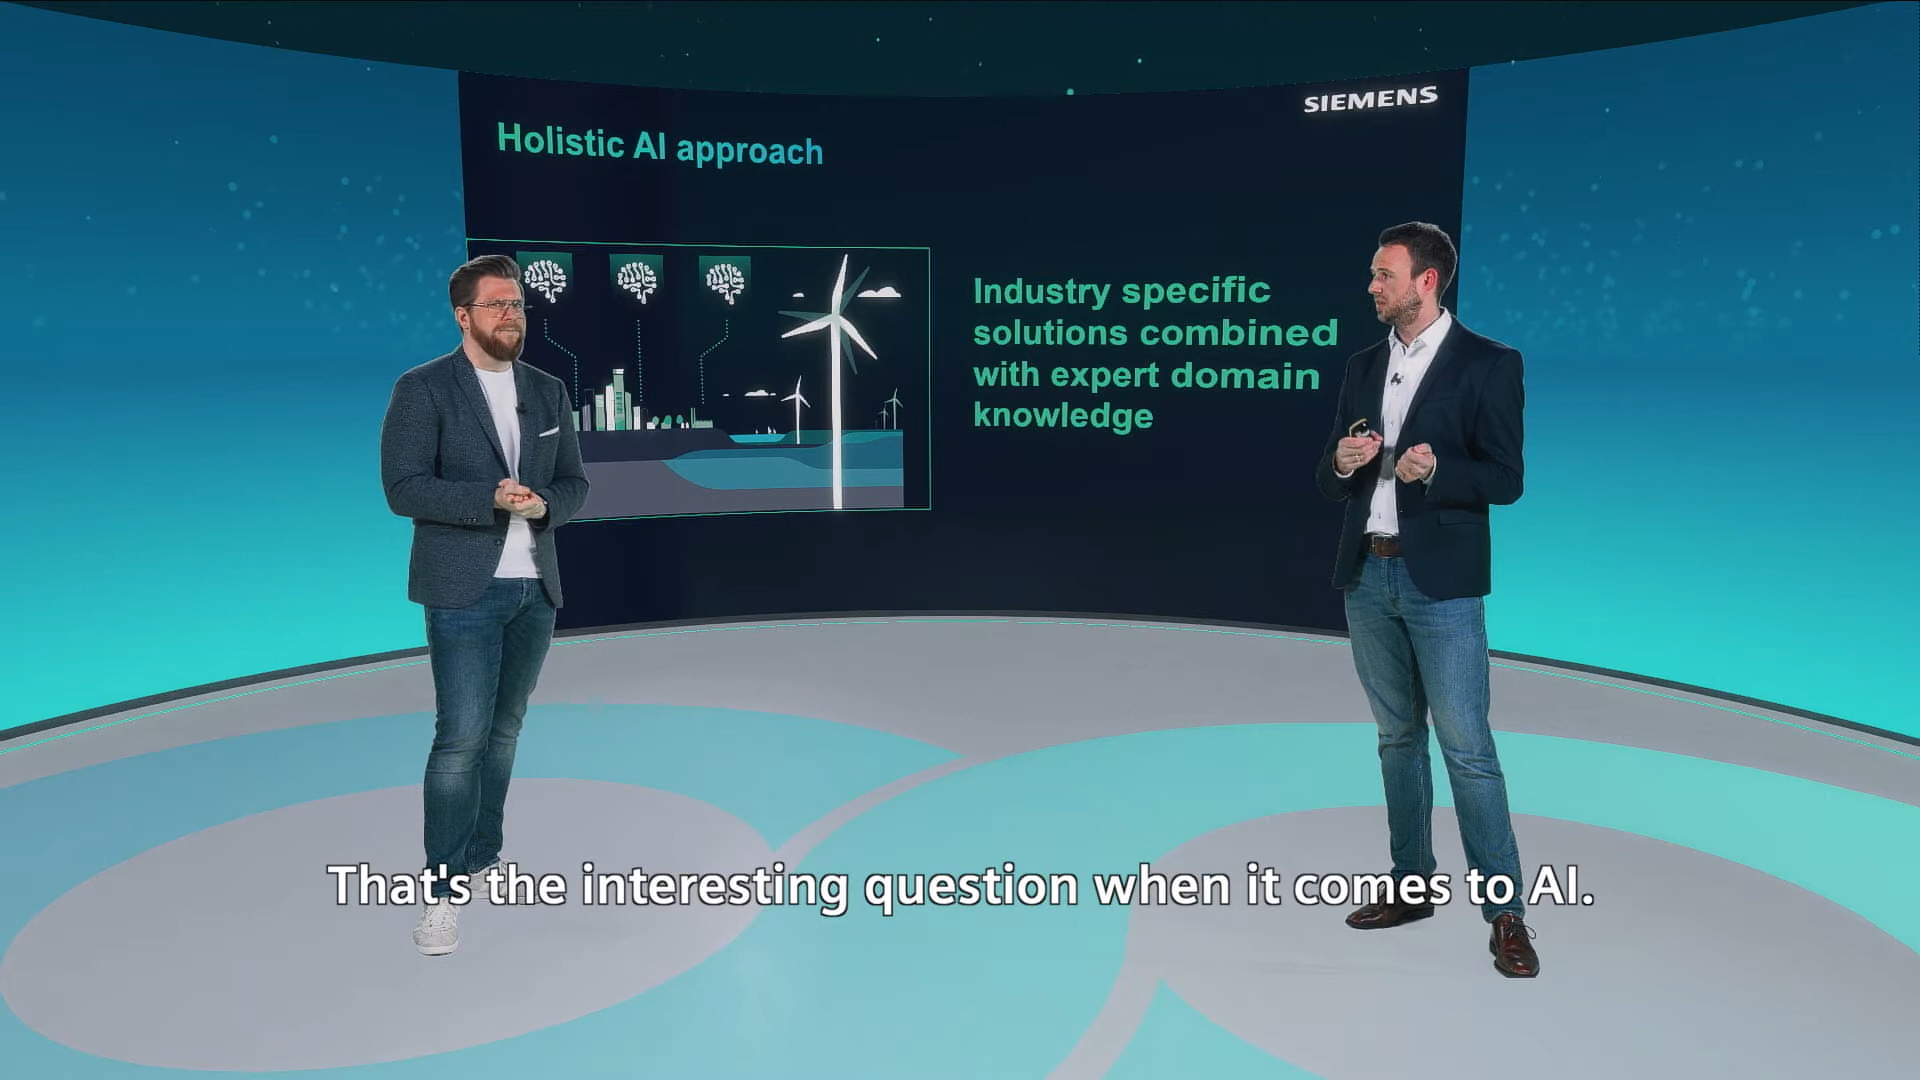 SIEMENS
Holistic AI approach
Industry specific
solutions combined
with expert domain
knowledge
That's the interesting question when it comes to AI.